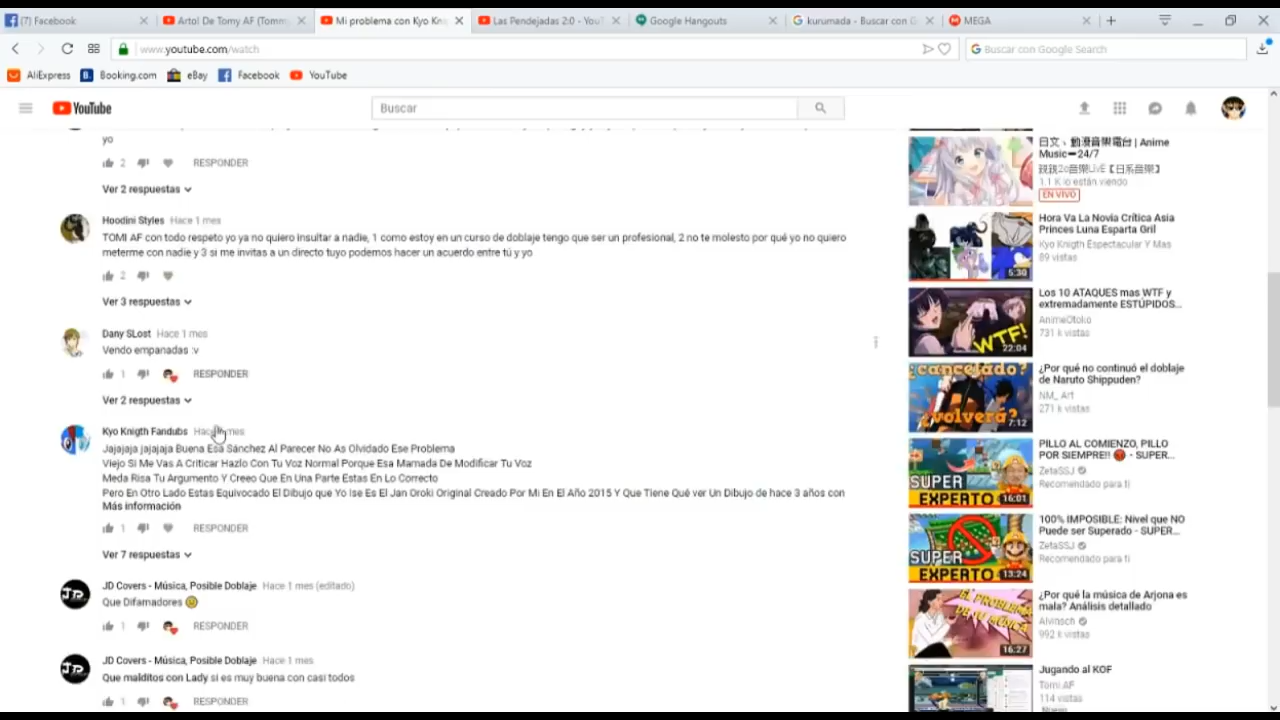 (7) Facebook
Artol De Tomy AF (Tomm
Mi problema con Kyo Kni
Las Pendejadas 2.0 - YouT
Google Hangouts
kurumada - Buscar con G
MEGA
www.youtube.com/watch
Buscar con Google Search
AliExpress
Booking.com
eBay
Facebook
YouTube
YouTube
Buscar
yo
2 RESPONDER
Ver 2 respuestas
Hoodini Styles Hace 1 mes
TOMI AF con todo respeto yo ya no quiero insultar a nadie, 1 como estoy en un curso de doblaje tengo que ser un profesional, 2 no te molesto por qué yo no quiero
meterme con nadie y 3 si me invitas a un directo tuyo podemos hacer un acuerdo entre tú y yo
2
Ver 3 respuestas
Dany SLost Hace 1 mes
Vendo empanadas :v
1 RESPONDER
Ver 2 respuestas
Kyo Knigth Fandubs
Jajajaja jajajaja Buena Esa Sánchez Al Parecer No As Olvidado Ese Problema
Viejo Si Me Vas A Criticar Hazlo Con Tu Voz Normal Porque Esa Mamada De Modificar Tu Voz
Meda Risa Tu Argumento Y Creeo Que En Una Parte Estas En Lo Correcto
Pero En Otro Lado Estas Equivocado El Dibujo que Yo Ise Es El Jan Oroki Original Creado Por Mi En El Año 2015 Y Que Tiene Qué ver Un Dibujo de hace 3 años con
Más información
1 RESPONDER
Ver 7 respuestas
JD Covers - Música, Posible Doblaje Hace 1 mes (editado)
Que Difamadores
1 RESPONDER
JD Covers - Música, Posible Doblaje Hace 1 mes
Que malditos con Lady si es muy buena con casi todos
1 RESPONDER
Anime
Music━24/7
1.1 K lo están viendo
EN VIVO
Hora Va La Novia Crítica Asia
Princes Luna Esparta Gril
Kyo Knigth Espectacular Y Mas
89 vistas
5:30
Los 10 ATAQUES mas WTF y
extremadamente ESTÚPIDOS...
AnimeOtoko
731 k vistas
WTF!
22:04
¿Por qué no continuó el doblaje
de Naruto Shippuden?
NM_ Art
271 k vistas
¿cancelado?
¿volverá?
7:12
PILLO AL COMIENZO, PILLO
POR SIEMPRE!! - SUPER...
ZetaSSJ
Recomendado para ti
SUPER
EXPERTO
16:01
100% IMPOSIBLE: Nivel que NO
Puede ser Superado - SUPER...
ZetaSSJ
Recomendado para ti
SUPER
EXPERTO
13:24
¿Por qué la música de Arjona es
mala? Análisis detallado
Alvinsch
992 k vistas
EL PROBLEMA
DE TU MÚSICA
16:27
Jugando al KOF
Tomi AF
114 vistas
Nuevo